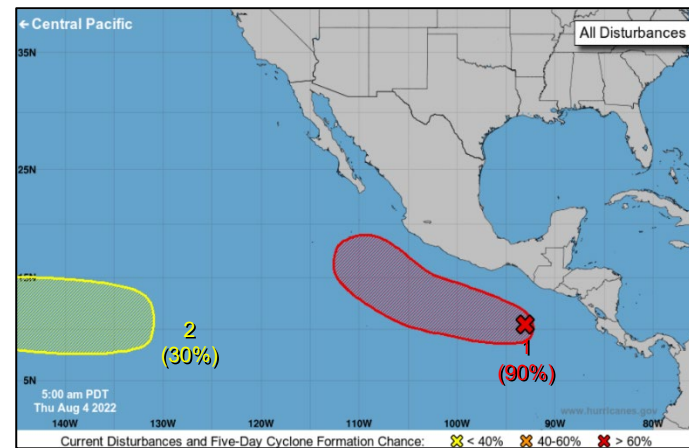 ← Central Pacific
All Disturbances
35N
25N
15N
5N
2
(30%)
1
(90%)
5:00 am PDT
Thu Aug 4 2022
www.hurricanes.gov
140W
130W
120W
110W
100W
90W
80W
Current Disturbances and Five-Day Cyclone Formation Chance: < 40% 40-60% > 60%